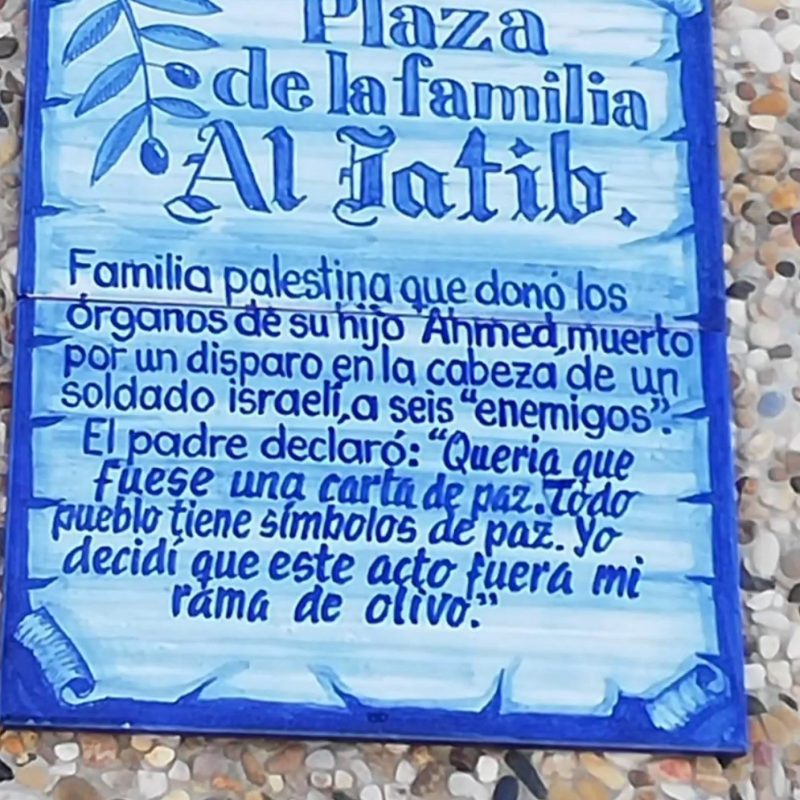 Plaza
de la familia
Al Jatib.
Familia palestina que donó los
órganos de su hijo Ahmed, muerto
por un disparo en la cabeza de un
soldado israelí, a seis “enemigos”.
El padre declaró: “Queria que
fuese una carta de paz. Todo
pueblo tiene símbolos de paz. Yo
decidí que este acto fuera mi
rama de olivo.”